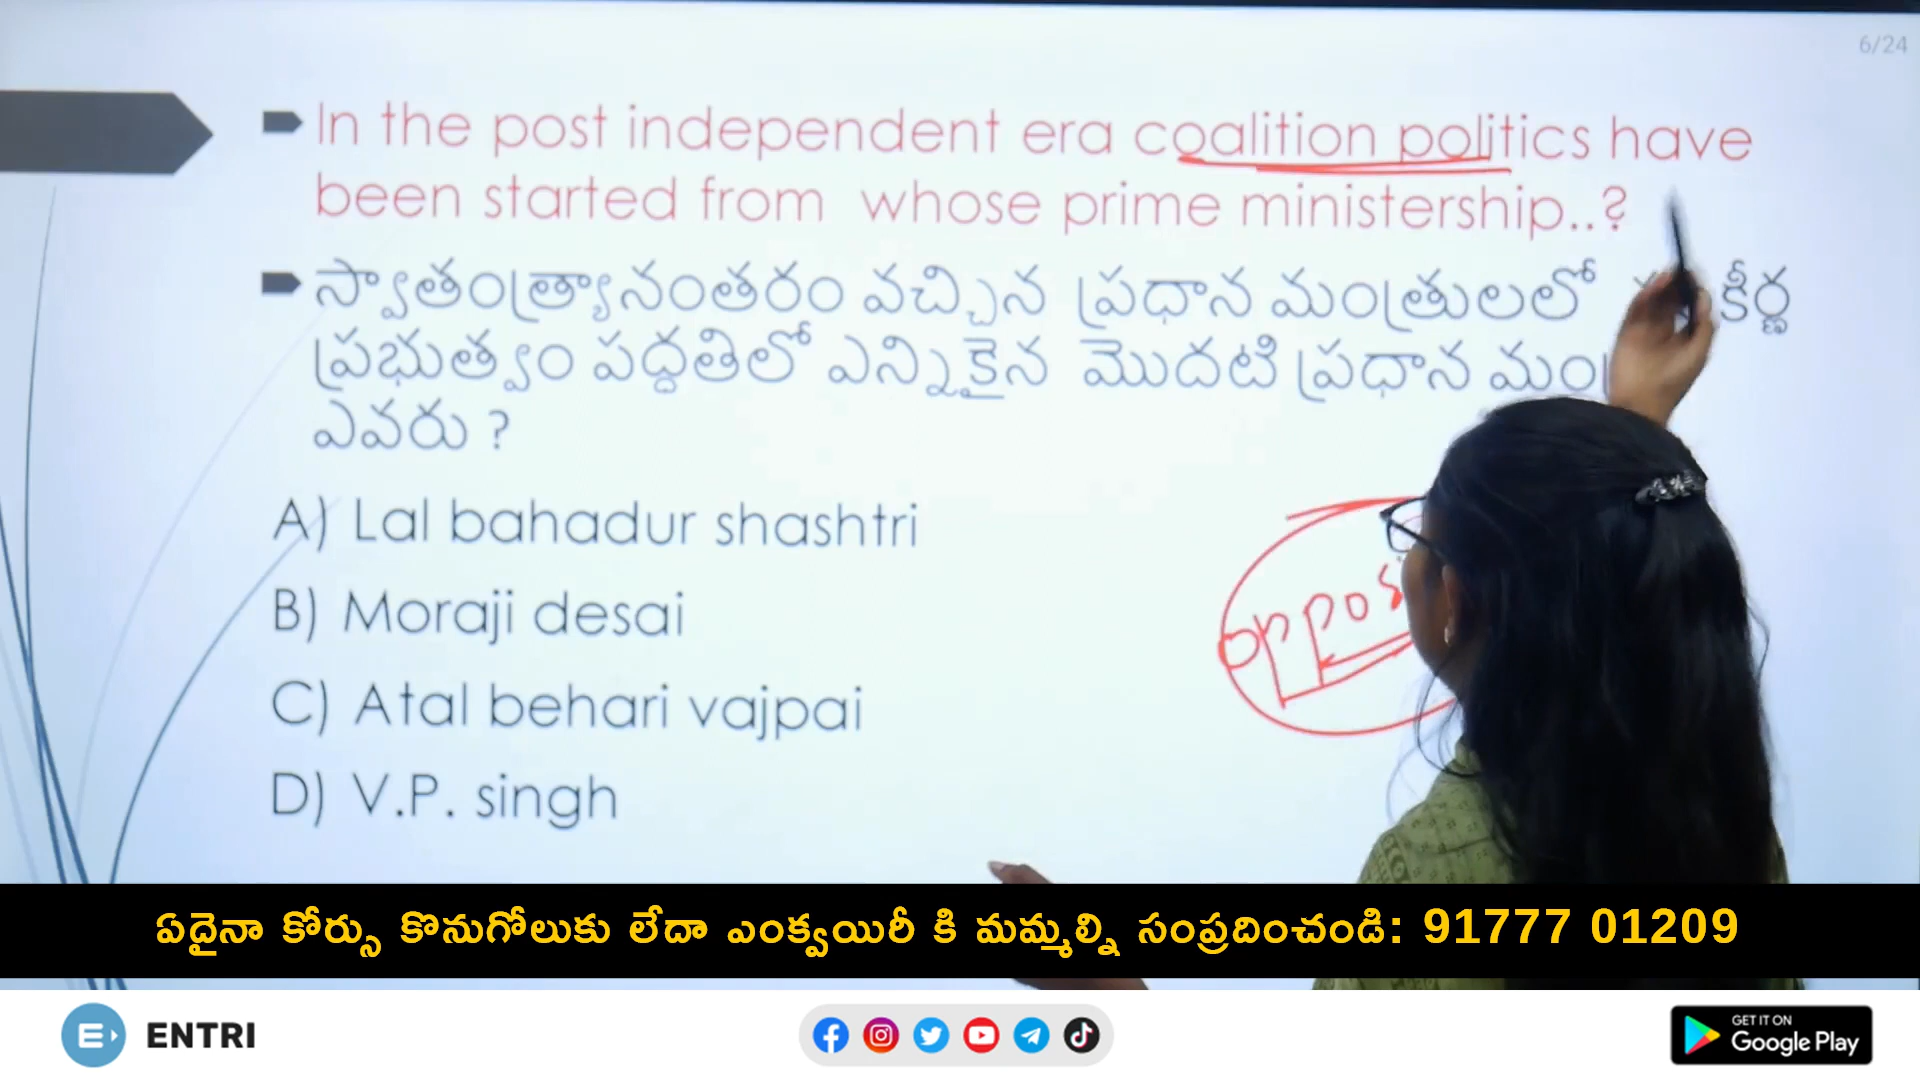 6/24
In the post independent era coalition politics have
been started from whose prime ministership..?
స్వాతంత్ర్యానంతరం వచ్చిన ప్రధాన మంత్రులలో
ప్రభుత్వం పద్దతిలో ఎన్నికైన మొదటి ప్రధాన
ఎవరు ?
A) Lal bahadur shashtri
B) Moraji desai
C) Atal behari vajpai
D) V.P. singh
ఏదైనా కోర్సు కొనుగోలుకు లేదా ఎంక్వయిరీ కి మమ్మల్ని సంప్రదించండి: 91777 01209
ENTRI
GET IT ON
Google Play